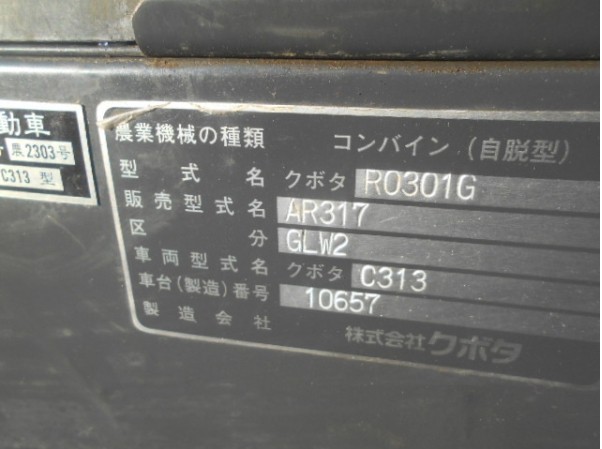 動車
農2303号
C313 型
農業機械の種類 コンバイン(自脱型)
型式名 クボタ RO301G
販売型式名 AR317
区分 GLW2
車両型式名 クボタ C313
車台(製造)番号 10657
製造会社 株式会社クボタ